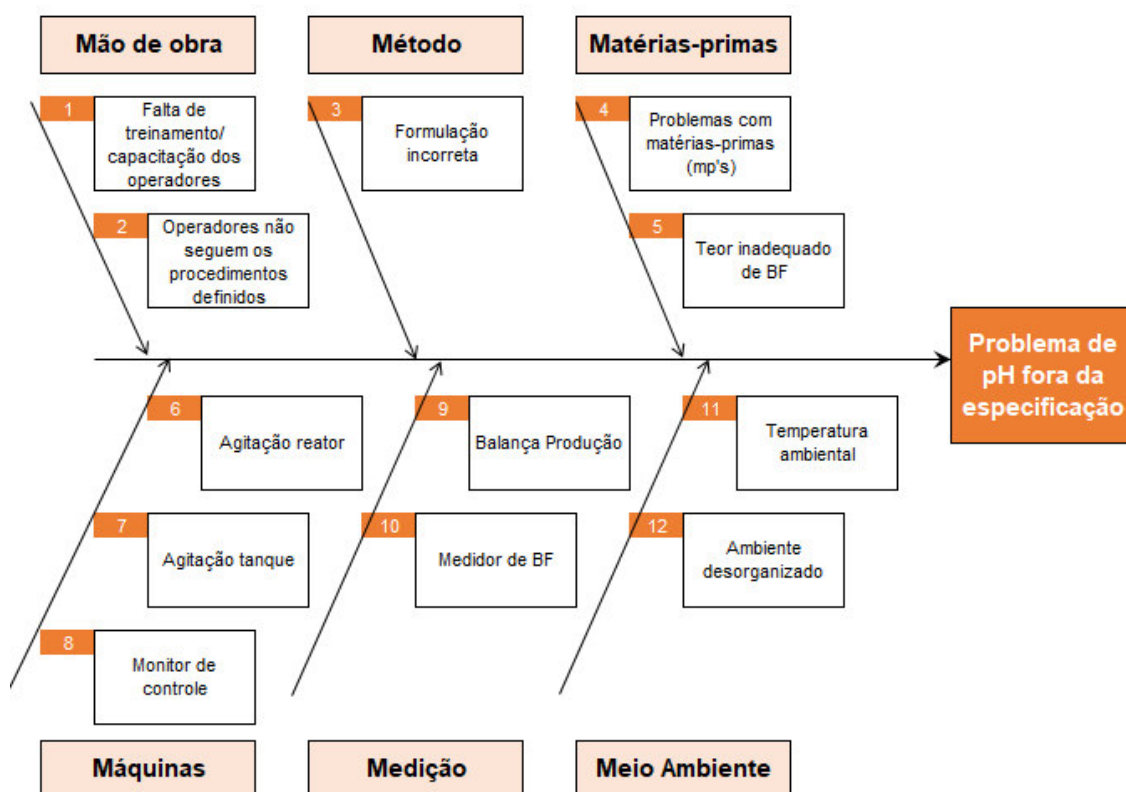 Mão de obra
Método
Matérias-primas
1
Falta de
treinamento/
capacitação dos
operadores
2
Operadores não
seguem os
procedimentos
definidos
3
Formulação
incorreta
4
Problemas com
matérias-primas
(mp's)
5
Teor inadequado
de BF
Problema de
pH fora da
especificação
6
Agitação reator
7
Agitação tanque
8
Monitor de
controle
9
Balança Produção
10
Medidor de BF
11
Temperatura
ambiental
12
Ambiente
desorganizado
Máquinas
Medição
Meio Ambiente